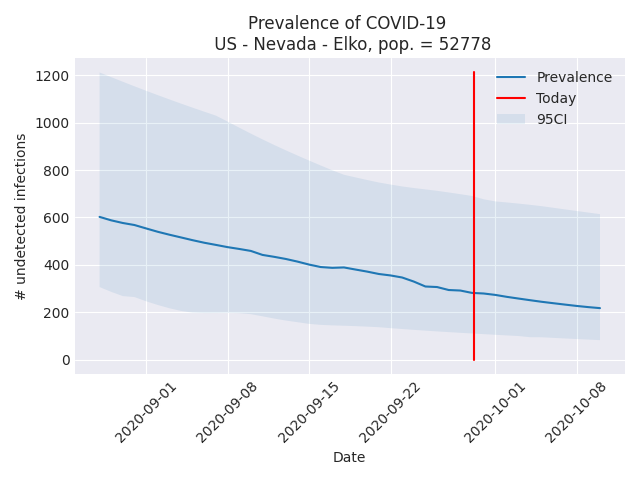 Prevalence of COVID-19
US - Nevada - Elko, pop. = 52778
Prevalence
Today
95CI
# undetected infections
1200
1000
800
600
400
200
0
2020-09-01
2020-09-08
2020-09-15
2020-09-22
2020-10-01
2020-10-08
Date